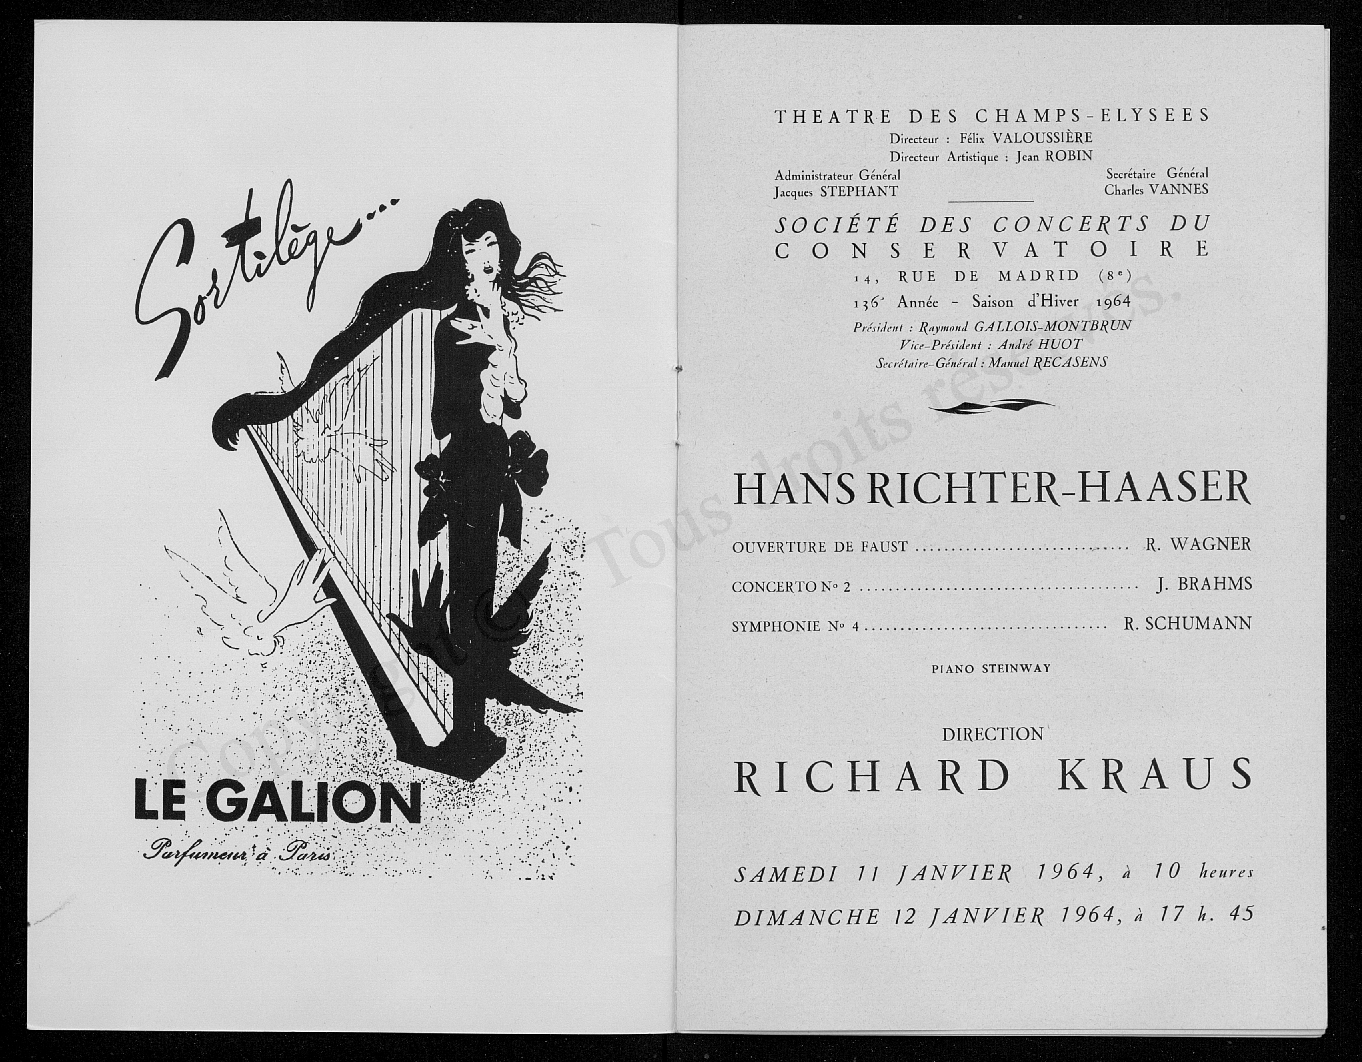 Sortilège...
LE GALION
Parfumeur à Paris
THEATRE DES CHAMPS-ELYSEES
Directeur : Félix VALOUSSIÈRE
Directeur Artistique : Jean ROBIN
Administrateur Général
Jacques STEPHANT
Secrétaire Général
Charles VANNES
SOCIÉTÉ DES CONCERTS DU
CONSERVATOIRE
14, RUE DE MADRID (8e)
136e Année - Saison d'Hiver 1964
Président : Raymond GALLOIS-MONTBRUN
Vice-Président : André HUOT
Secrétaire-Général : Manuel RECASENS
HANS RICHTER-HAASER
OUVERTURE DE FAUST .............................. R. WAGNER
CONCERTO No 2 ....................................... J. BRAHMS
SYMPHONIE No 4 .................................. R. SCHUMANN
PIANO STEINWAY
DIRECTION
RICHARD KRAUS
SAMEDI 11 JANVIER 1964, à 10 heures
DIMANCHE 12 JANVIER 1964, à 17 h. 45
Copyright © Tous droits réservés.